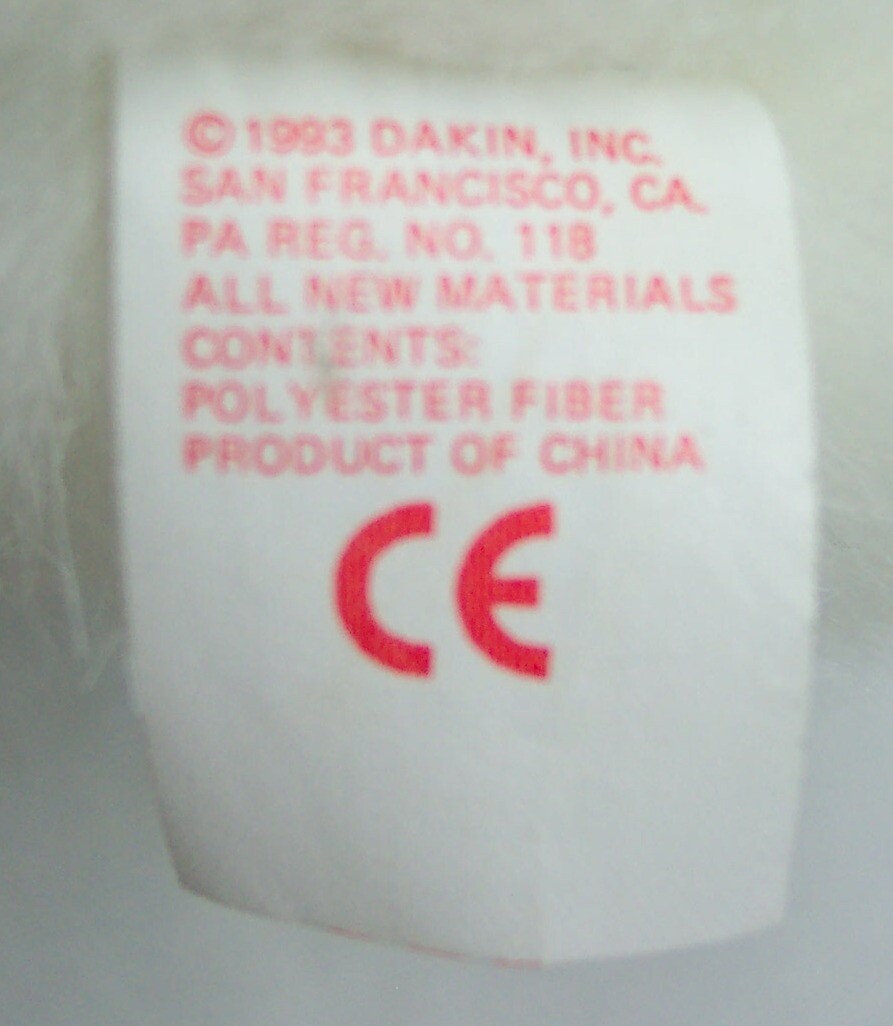 © 1993 DAKIN, INC.
SAN FRANCISCO, CA.
PA REG. NO. 118
ALL NEW MATERIALS
CONTENTS:
POLYESTER FIBER
PRODUCT OF CHINA
CE